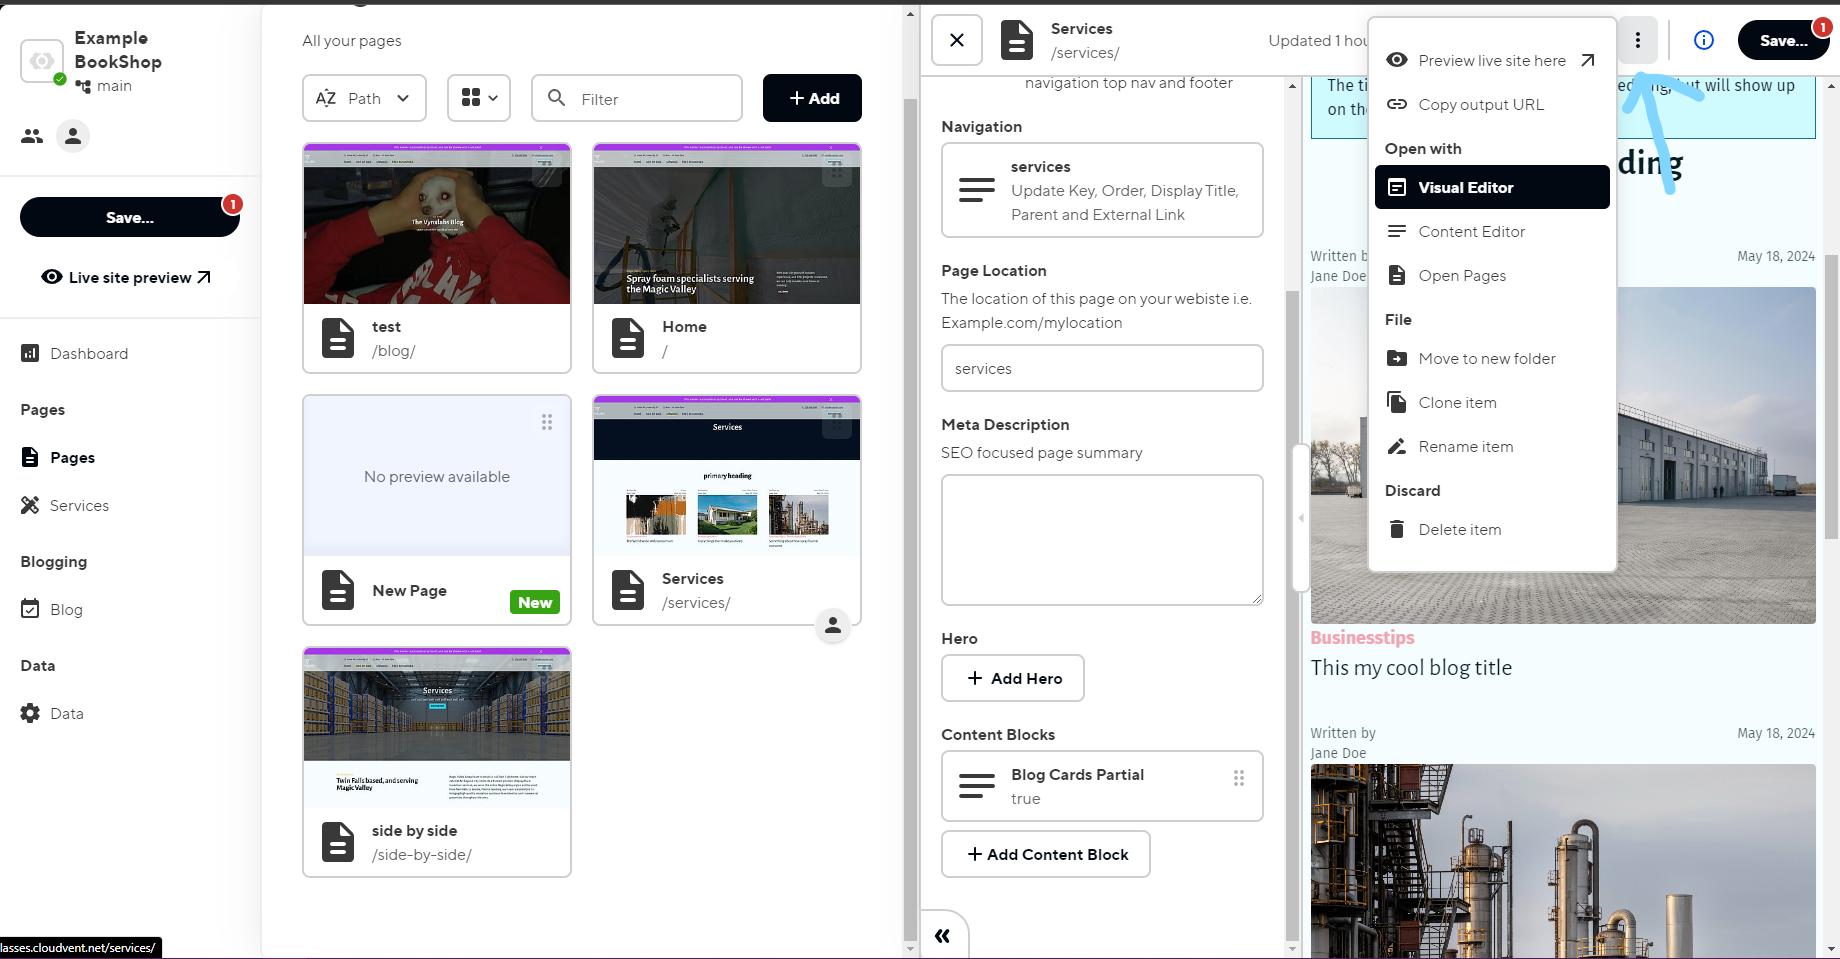 Example
BookShop
main
Save...
1
Live site preview
Dashboard
Pages
Pages
Services
Blogging
Blog
Data
Data
lasses.cloudvent.net/services/
All your pages
AZ Path
Filter
+ Add
The Vynslabs Blog
test
/blog/
Spray foam specialists serving
the Magic Valley
Home
/
No preview available
New Page
New
Services
primary heading
Services
/services/
Services
Twin Falls based, and serving
Magic Valley
side by side
/side-by-side/
Services
/services/
Updated 1 hou
Save...
1
navigation top nav and footer
Navigation
services
Update Key, Order, Display Title,
Parent and External Link
Page Location
The location of this page on your webiste i.e.
Example.com/mylocation
services
Meta Description
SEO focused page summary
Hero
+ Add Hero
Content Blocks
Blog Cards Partial
true
+ Add Content Block
Preview live site here
Copy output URL
Open with
Visual Editor
Content Editor
Open Pages
File
Move to new folder
Clone item
Rename item
Discard
Delete item
The ti
but will show up
on the
ding
Written b
Jane Doe
May 18, 2024
Businesstips
This my cool blog title
Written by
Jane Doe
May 18, 2024